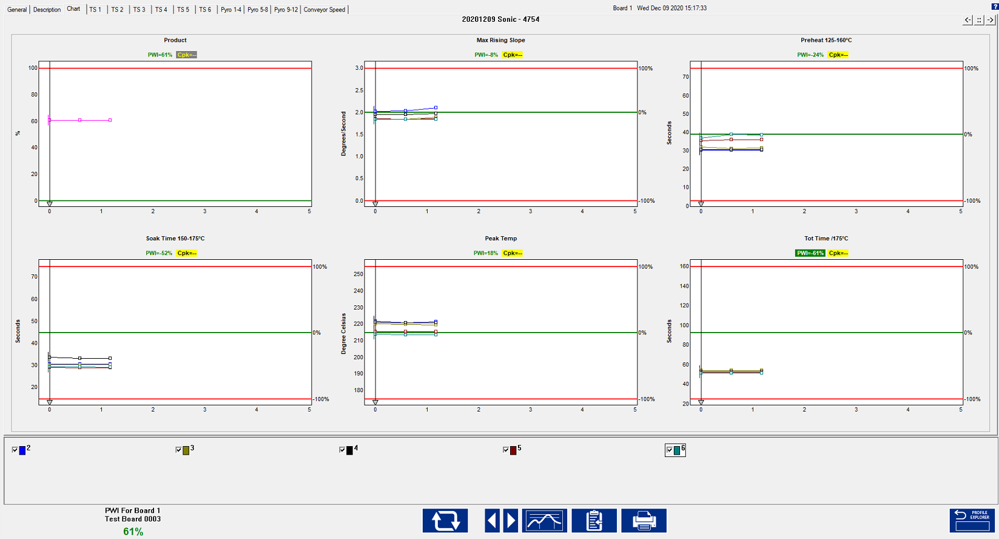 General Description Chart TS 1 TS 2 TS 3 TS 4 TS 5 TS 6 Pyro 1-4 Pyro 5-8 Pyro 9-12 Conveyor Speed Board 1 Wed Dec 09 2020 15:17:33 ?
20201209 Sonic - 4754 <- :: ->
Product
PWI=61% Cpk=--
100
80
60
40
20
0
%
0 1 2 3 4 5
Max Rising Slope
PWI=-8% Cpk=--
3.0 100%
2.5
2.0 0%
1.5
1.0
0.5
0.0 -100%
Degrees/Second
0 1 2 3 4 5
Preheat 125-160°C
PWI=-24% Cpk=--
100%
70
60
50
40 0%
30
20
10 -100%
0
Seconds
0 1 2 3 4 5
Soak Time 150-175°C
PWI=-52% Cpk=--
100%
70
60
50
0%
40
30
20
-100%
Seconds
0 1 2 3 4 5
Peak Temp
PWI=18% Cpk=--
100%
250
240
230
220
0%
210
200
190
180
-100%
Degree Celsius
0 1 2 3 4 5
Tot Time /175°C
PWI=-61% Cpk=--
160 100%
140
120
100
0%
80
60
40
20 -100%
Seconds
0 1 2 3 4 5
2 3 4 5 6
PWI For Board 1
Test Board 0003
61%
PROFILE
EXPLORER